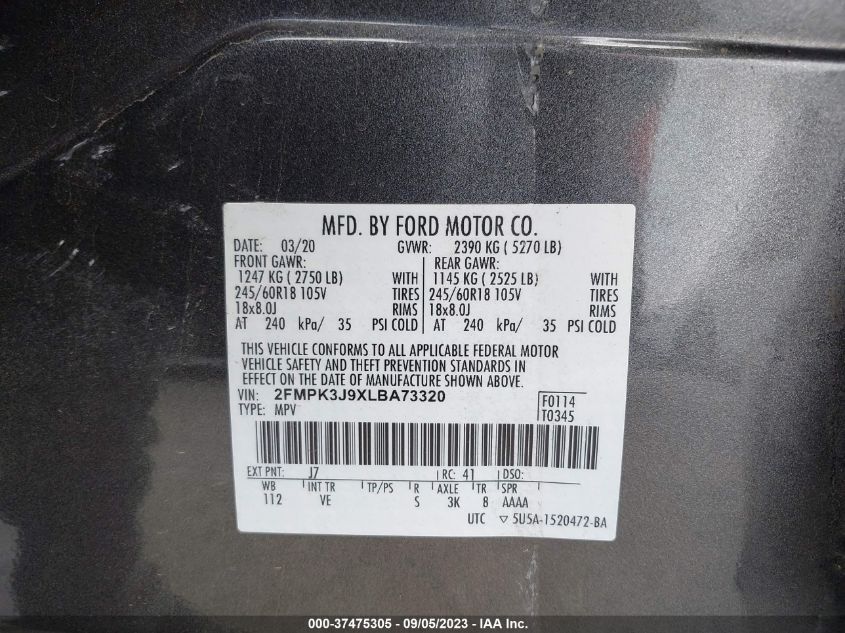 MFD. BY FORD MOTOR CO.
DATE: 03/20 GVWR: 2390 KG ( 5270 LB)
FRONT GAWR: REAR GAWR:
1247 KG ( 2750 LB) WITH 1145 KG ( 2525 LB) WITH
245/60R18 105V TIRES 245/60R18 105V TIRES
18x8.0J RIMS 18x8.0J RIMS
AT 240 kPa/ 35 PSI COLD AT 240 kPa/ 35 PSI COLD
THIS VEHICLE CONFORMS TO ALL APPLICABLE FEDERAL MOTOR
VEHICLE SAFETY AND THEFT PREVENTION STANDARDS IN
EFFECT ON THE DATE OF MANUFACTURE SHOWN ABOVE.
VIN: 2FMPK3J9XLBA73320 F0114
TYPE: MPV T0345
EXT PNT: J7 RC: 41 DSO:
WB INT TR TP/PS R AXLE TR SPR
112 VE S 3K 8 AAAA
UTC ▽ 5U5A-1520472-BA
000-37475305 - 09/05/2023 - IAA Inc.